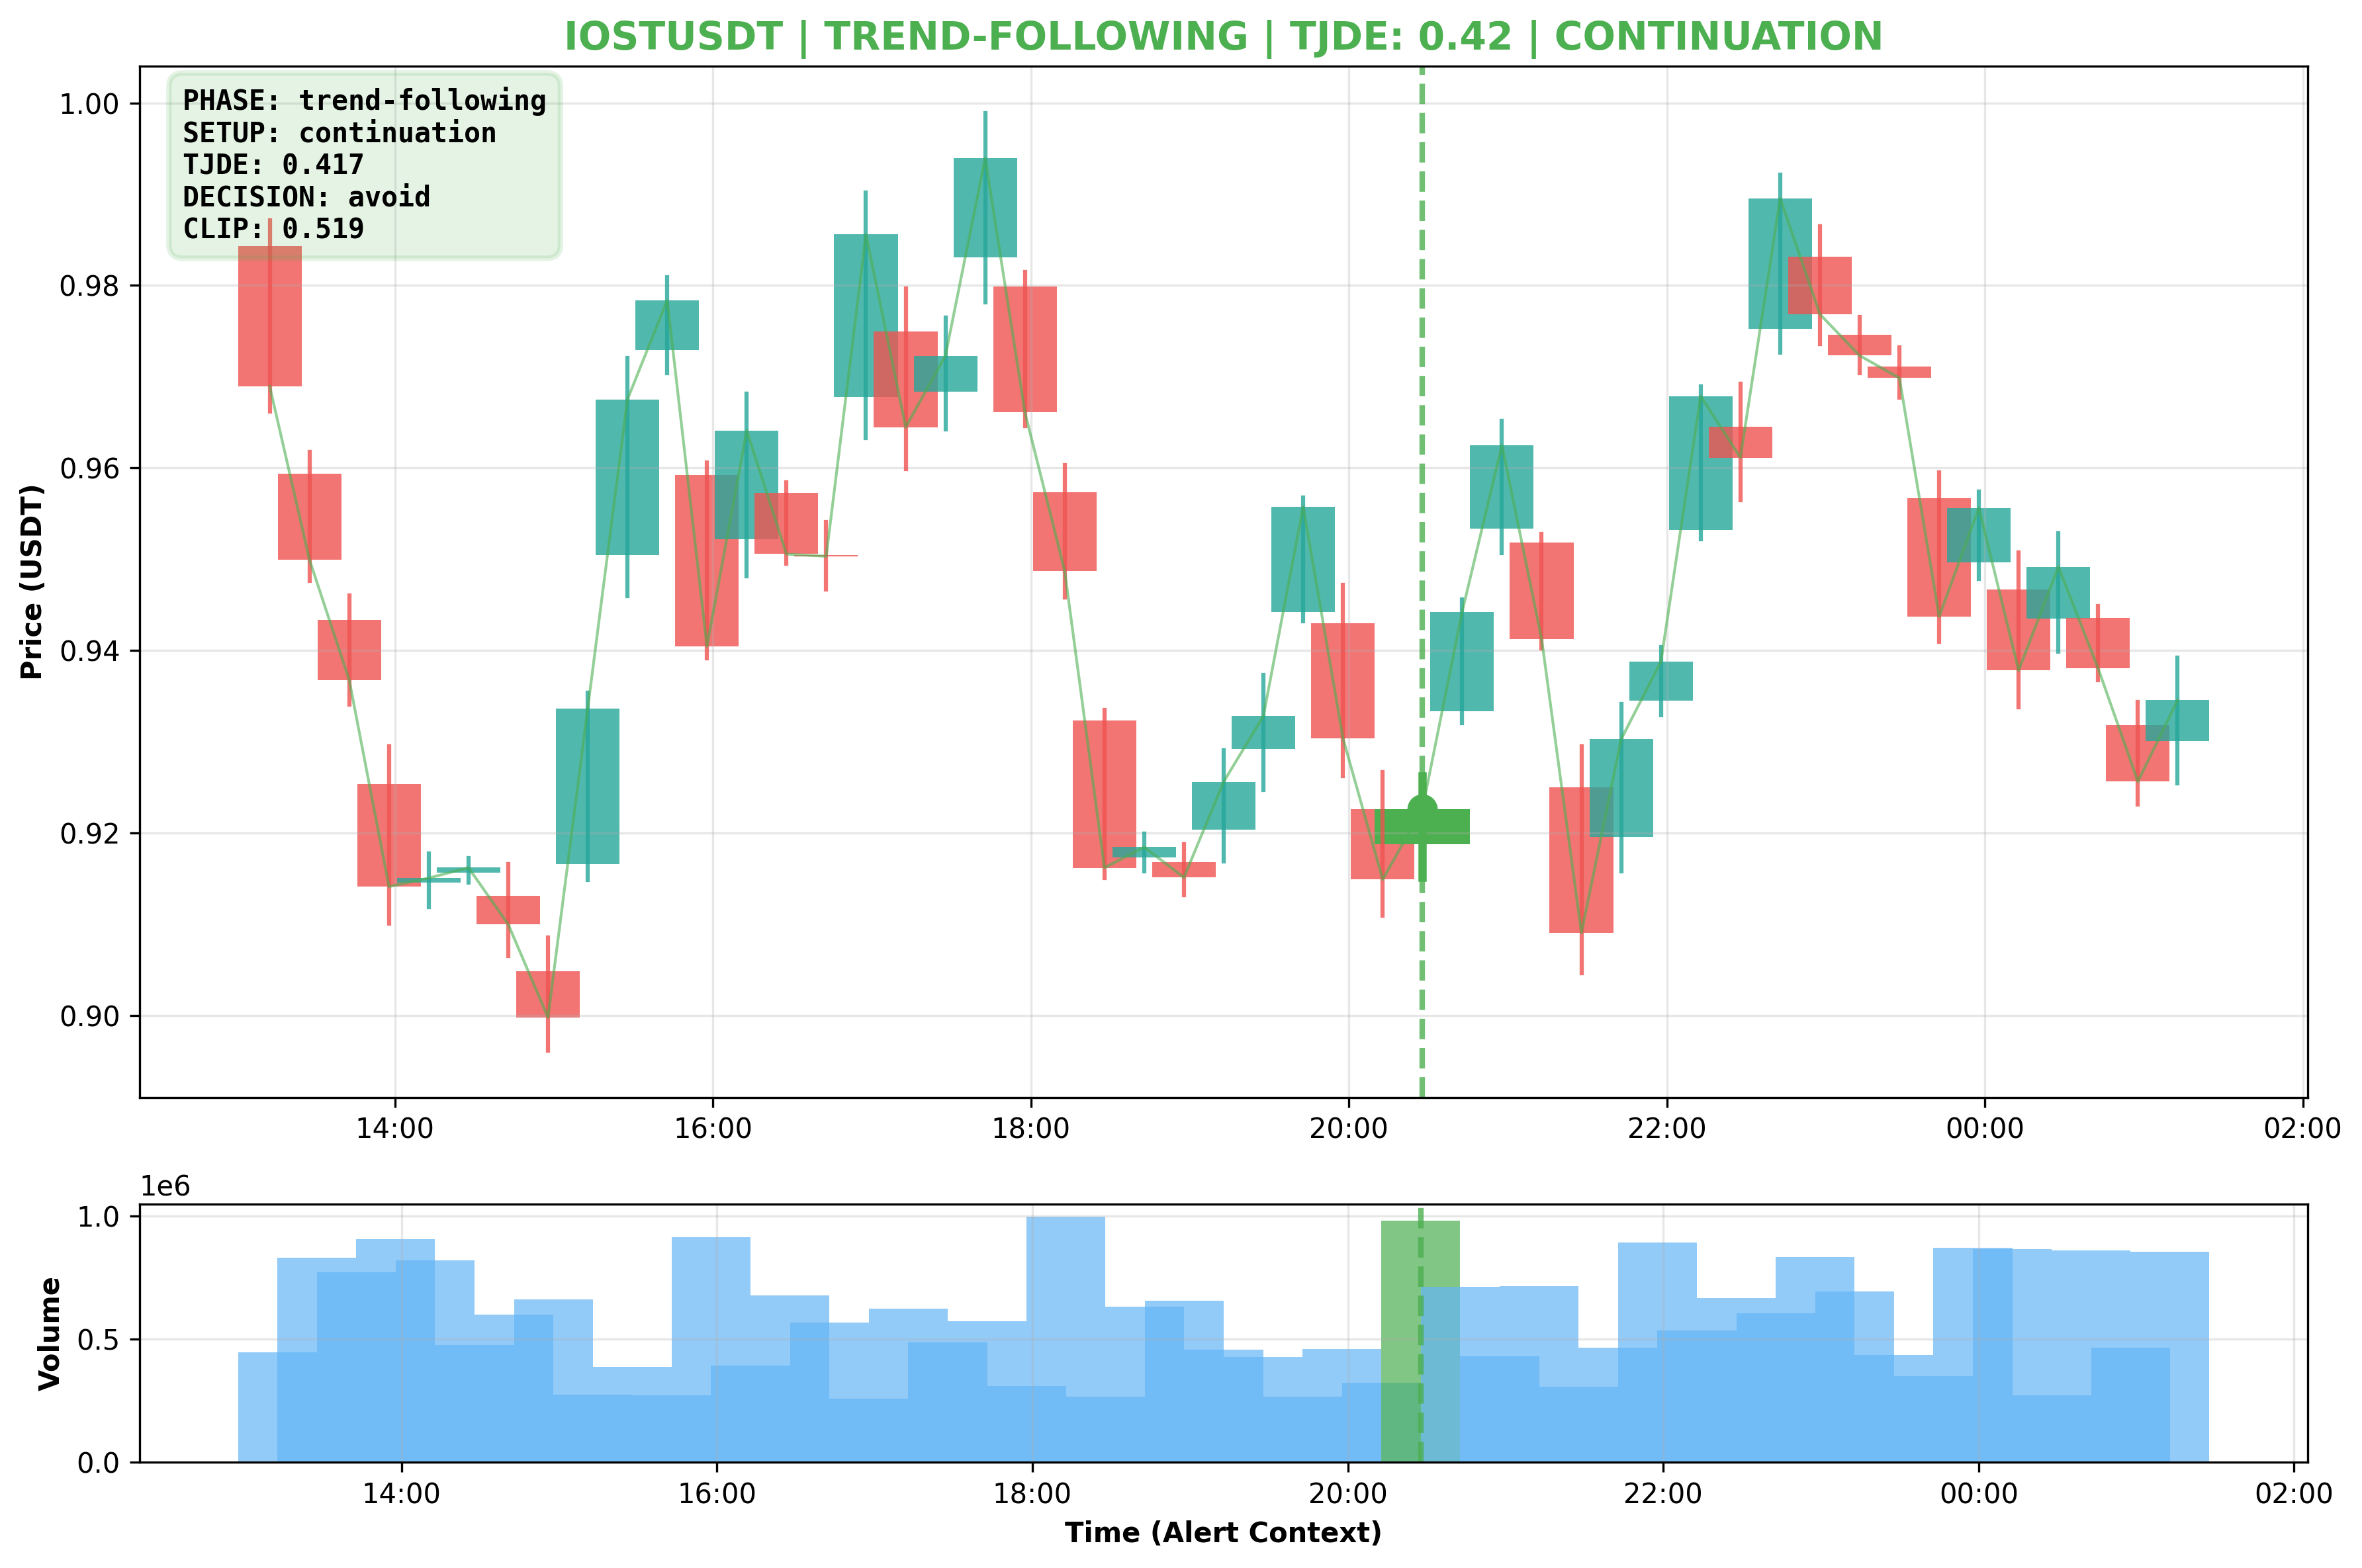 IOSTUSDT | TREND-FOLLOWING | TJDE: 0.42 | CONTINUATION
PHASE: trend-following
SETUP: continuation
TJDE: 0.417
DECISION: avoid
CLIP: 0.519
Price (USDT)
1.00
0.98
0.96
0.94
0.92
0.90
14:00 16:00 18:00 20:00 22:00 00:00 02:00
1e6
Volume
1.0
0.5
0.0
14:00 16:00 18:00 20:00 22:00 00:00 02:00
Time (Alert Context)